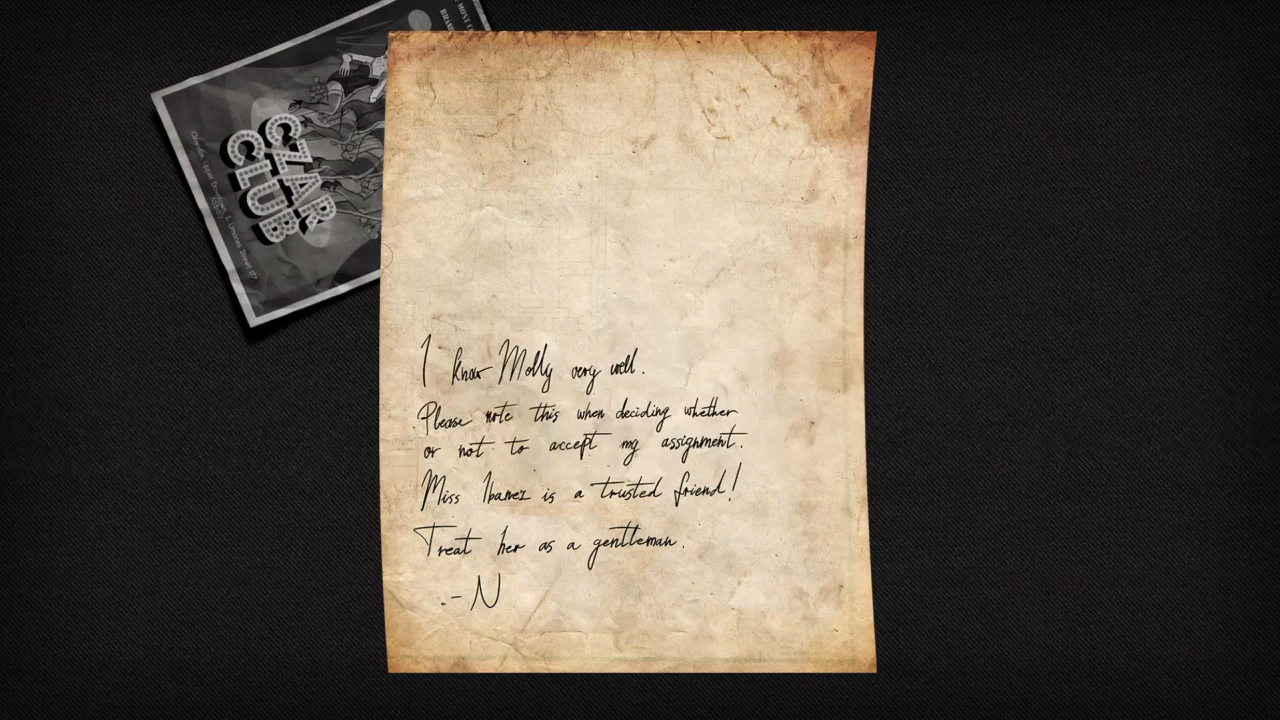 CZAR
CLUB
I know Molly very well.
Please note this when deciding whether
or not to accept my assignment.
Miss Ibanez is a trusted friend!
Treat her as a gentleman.
.- N